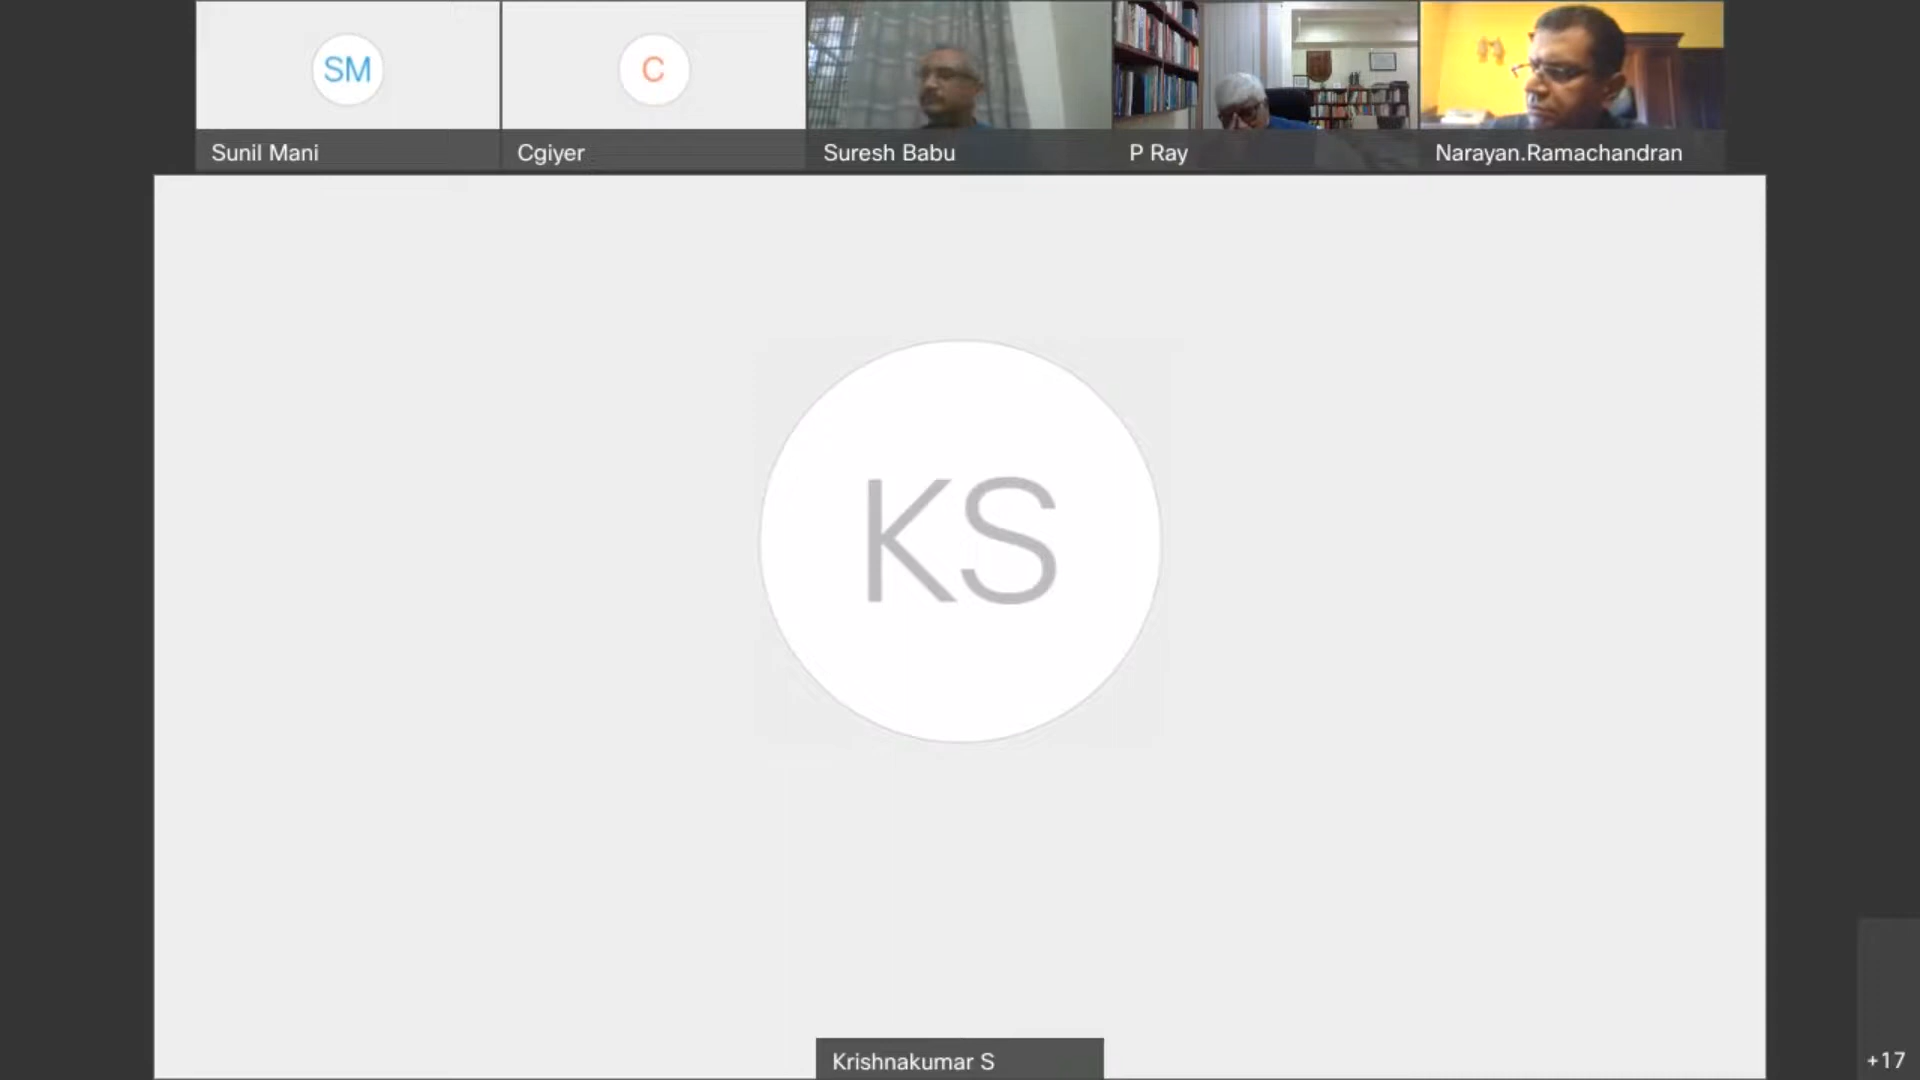 SM
C
Sunil Mani
Cgiyer
Suresh Babu
P Ray
Narayan.Ramachandran
KS
Krishnakumar S
+17